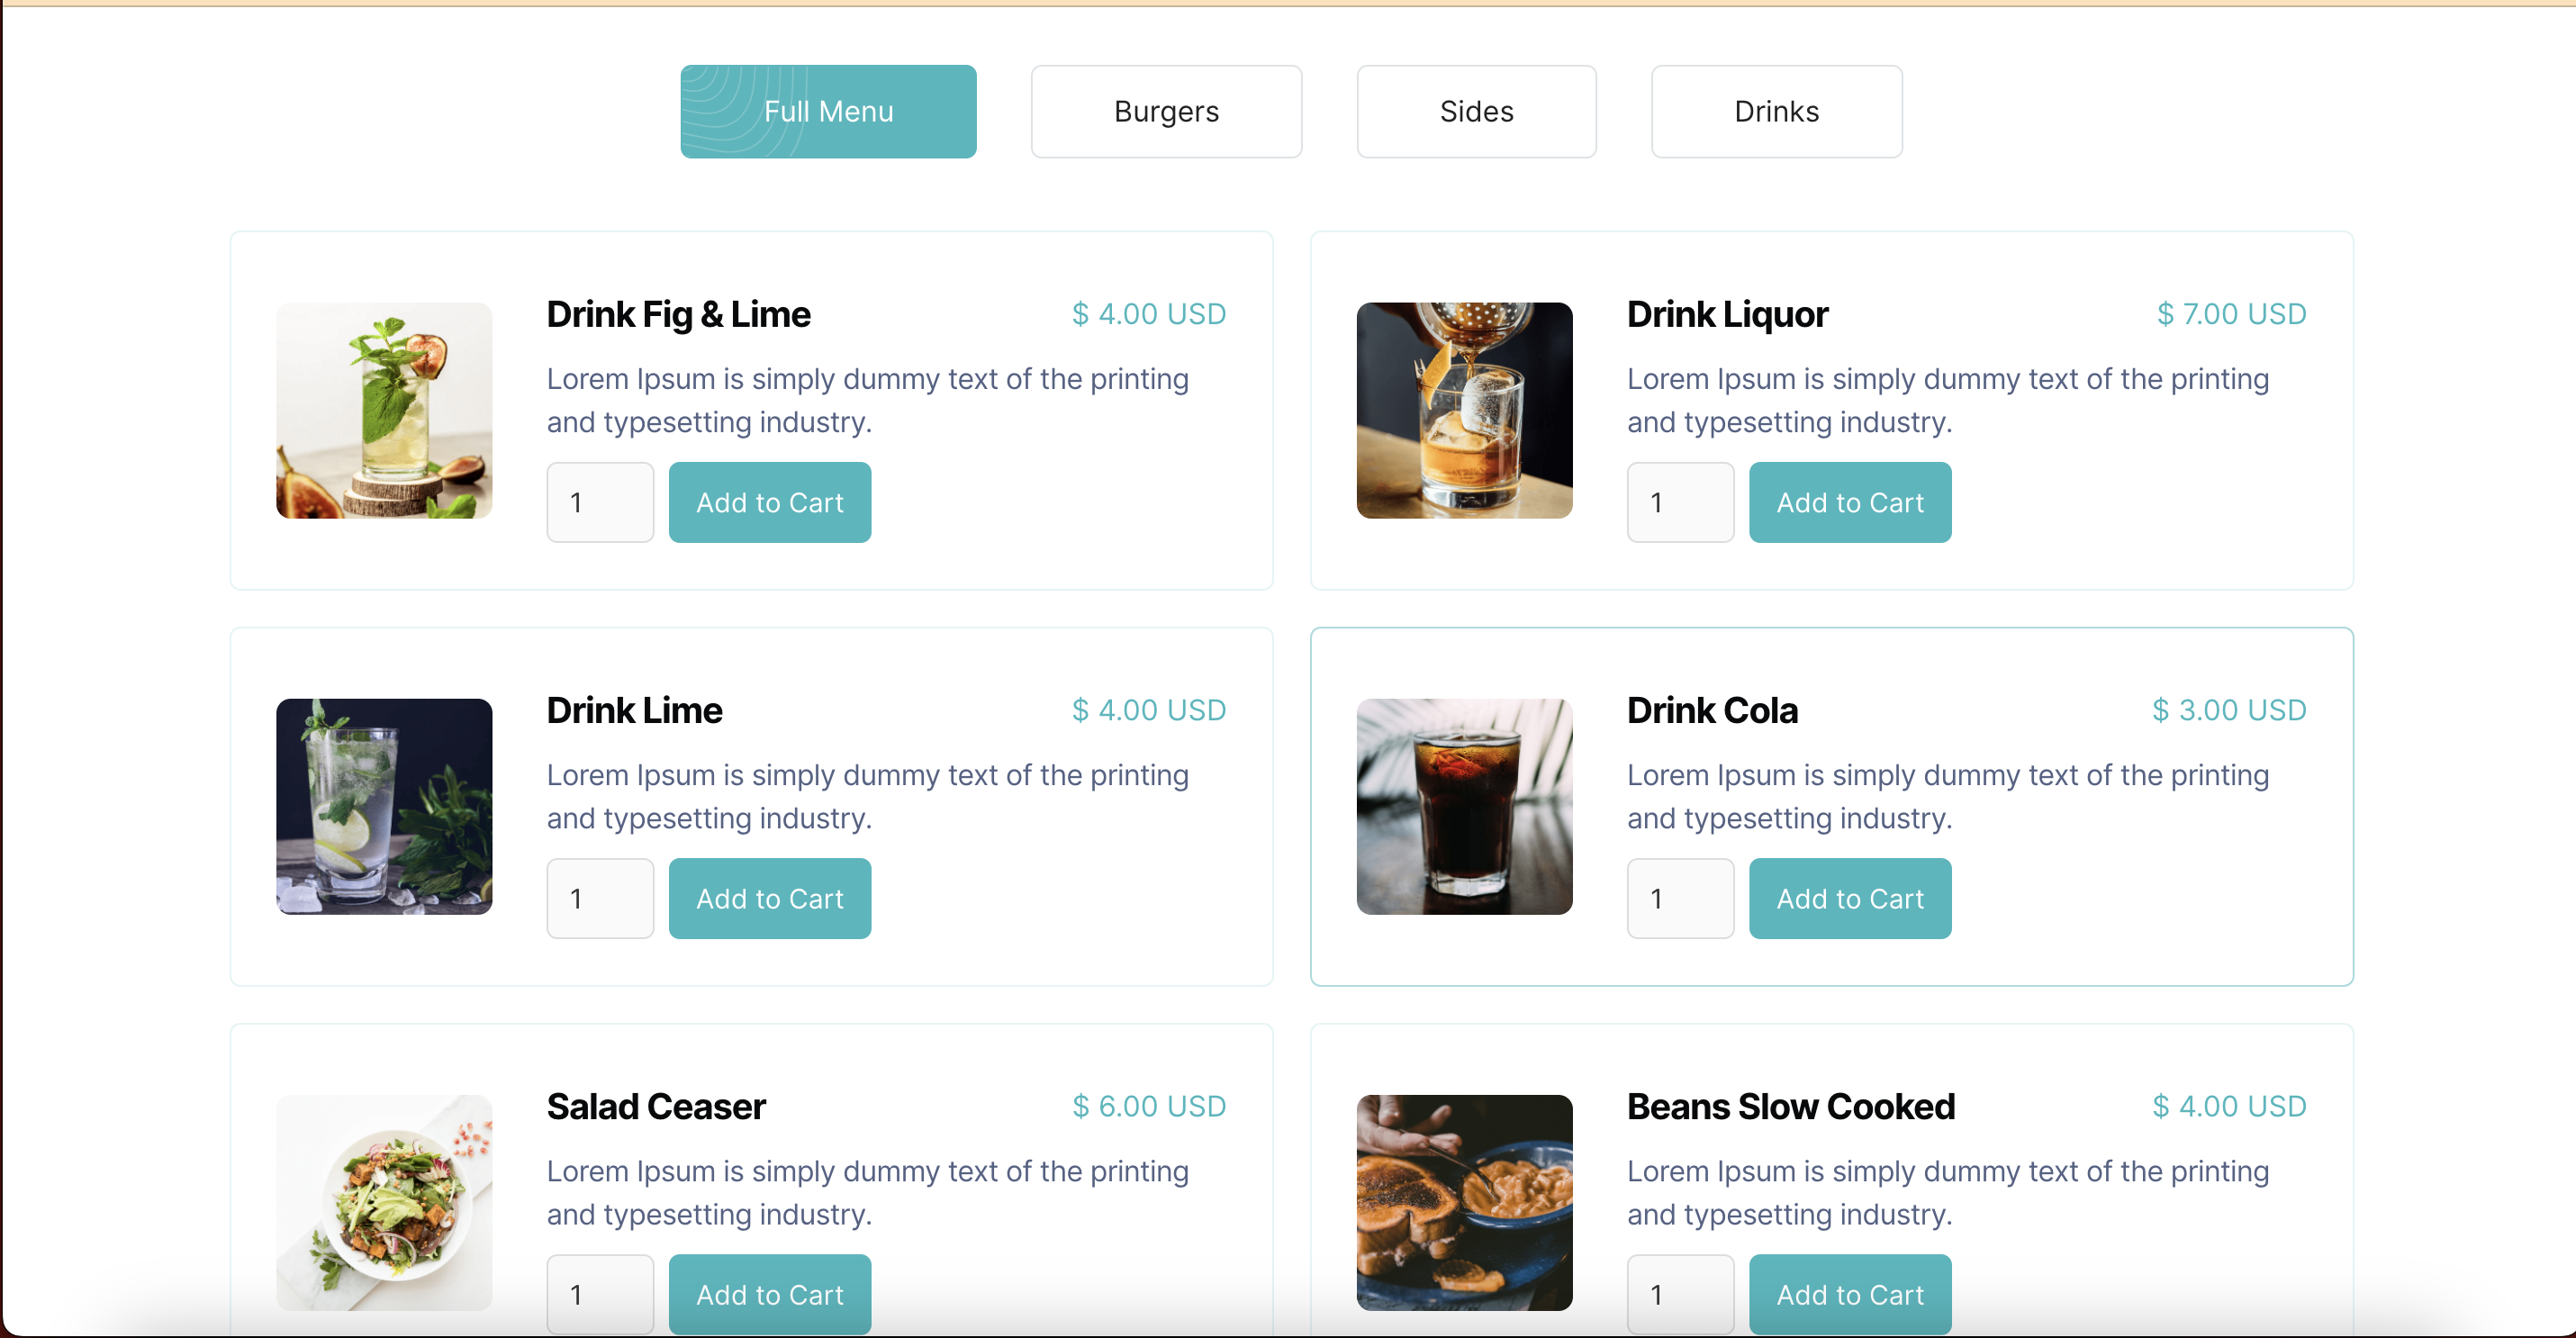 Full Menu
Burgers
Sides
Drinks
Drink Fig & Lime
$ 4.00 USD
Lorem Ipsum is simply dummy text of the printing
and typesetting industry.
1
Add to Cart
Drink Liquor
$ 7.00 USD
Lorem Ipsum is simply dummy text of the printing
and typesetting industry.
1
Add to Cart
Drink Lime
$ 4.00 USD
Lorem Ipsum is simply dummy text of the printing
and typesetting industry.
1
Add to Cart
Drink Cola
$ 3.00 USD
Lorem Ipsum is simply dummy text of the printing
and typesetting industry.
1
Add to Cart
Salad Ceaser
$ 6.00 USD
Lorem Ipsum is simply dummy text of the printing
and typesetting industry.
1
Add to Cart
Beans Slow Cooked
$ 4.00 USD
Lorem Ipsum is simply dummy text of the printing
and typesetting industry.
1
Add to Cart